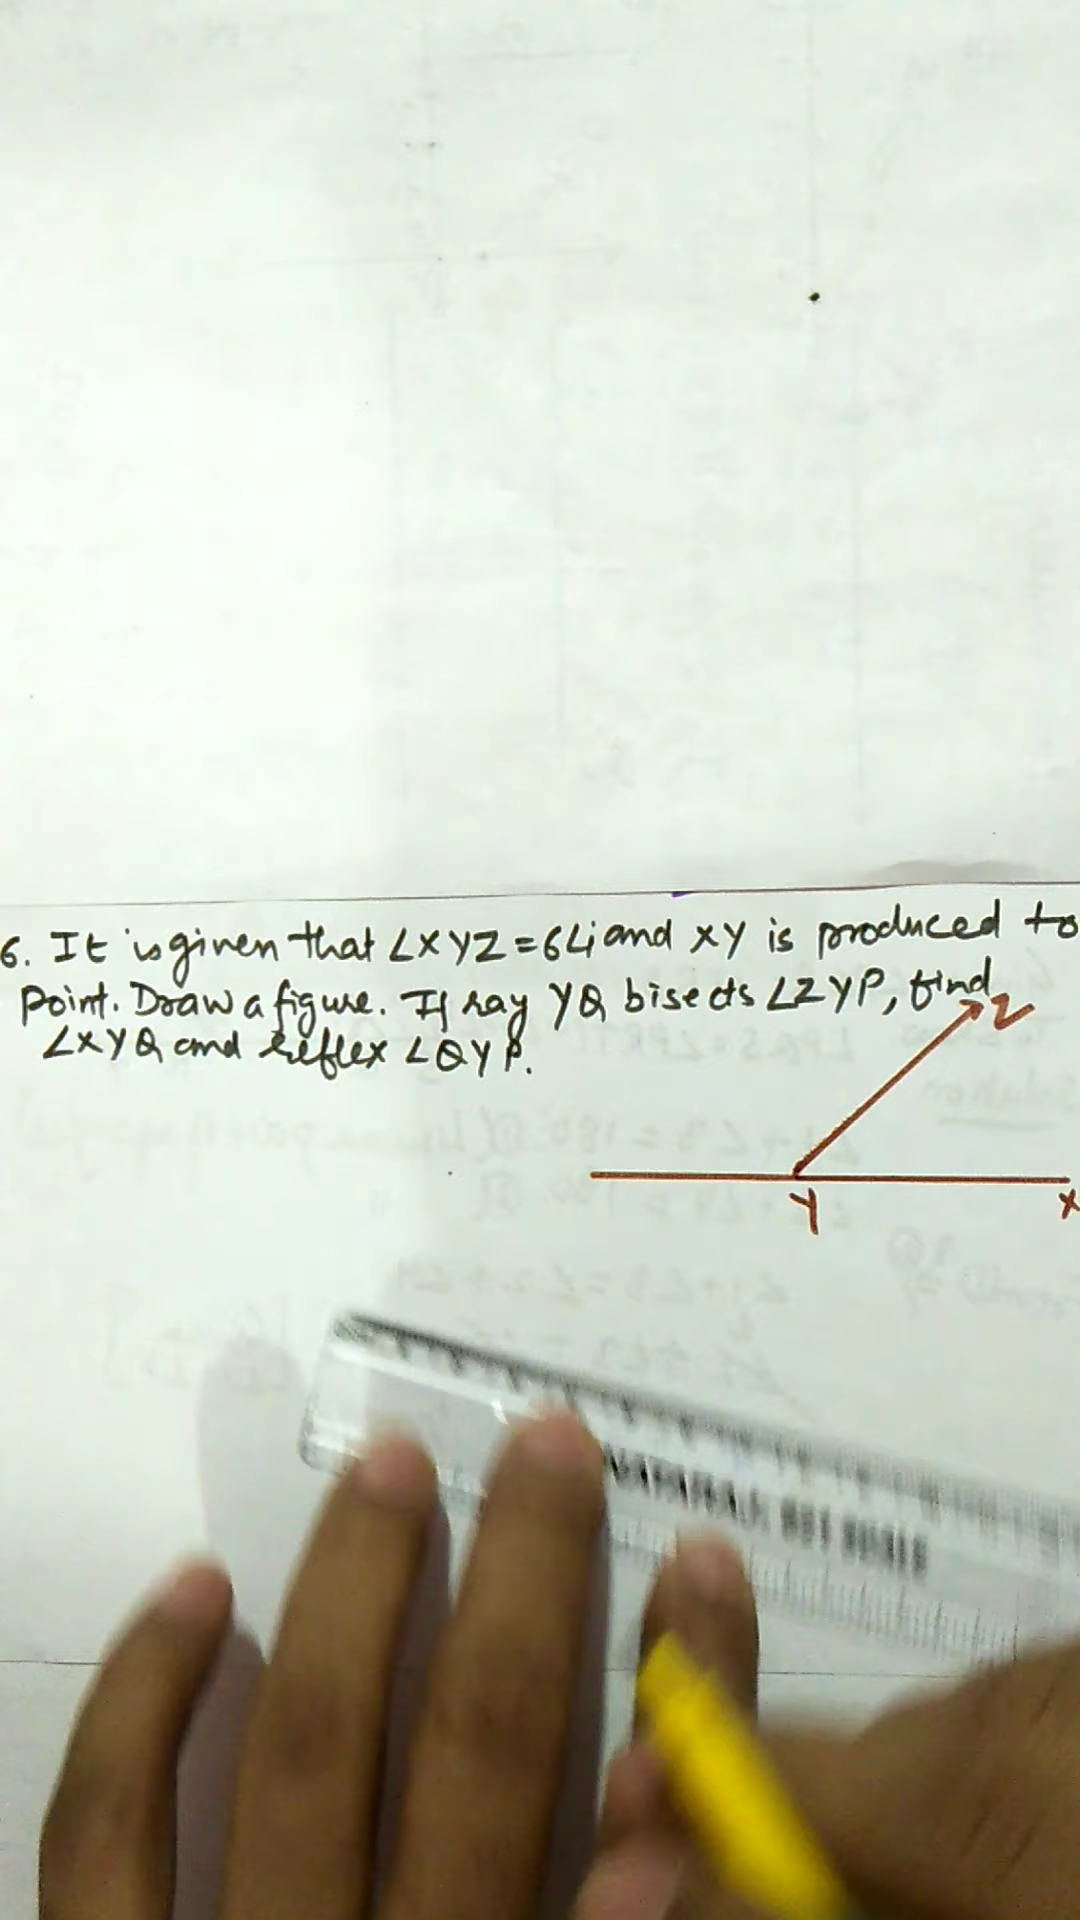 6. It is given that ∠XYZ = 64° and XY is produced to
point. Draw a figure. If ray YQ bisects ∠ZYP, find
∠XYQ and reflex ∠QYP.
Z
Y X